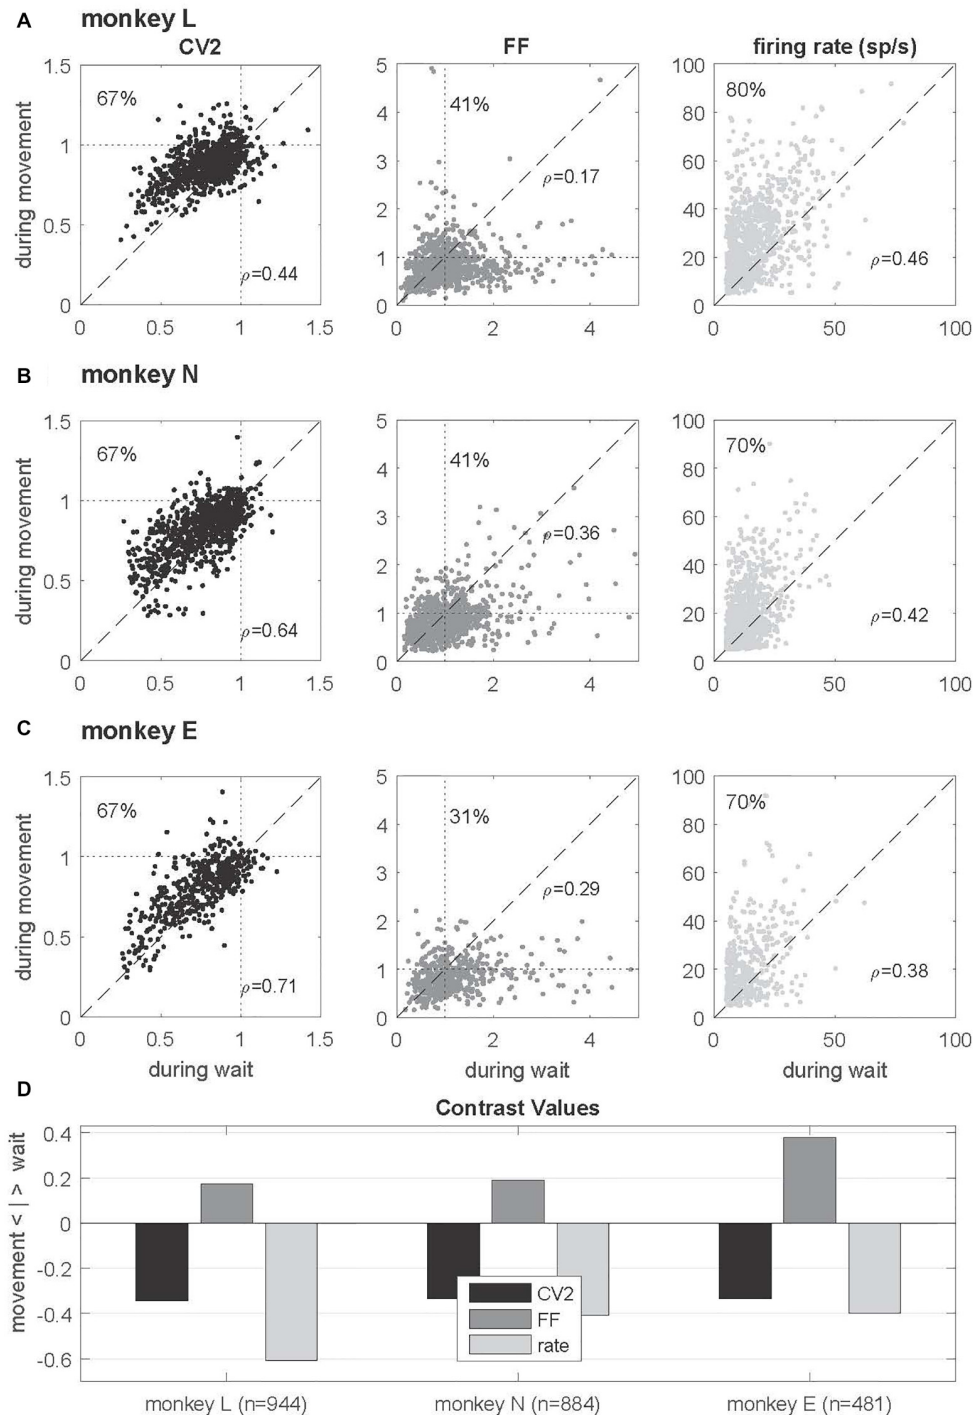 A monkey L
CV2 FF firing rate (sp/s)
1.5 5 100
67% 41% 80%
4 80
1
during movement
3 60
ρ=0.17
2 40
0.5
ρ=0.44 1 20 ρ=0.46
0 0 0
0 0.5 1 1.5 0 2 4 0 50 100
B monkey N
1.5 5 100
67% 41% 70%
4 80
1
during movement
3 60
ρ=0.36
2 40
0.5
ρ=0.64 1 20 ρ=0.42
0 0 0
0 0.5 1 1.5 0 2 4 0 50 100
C monkey E
1.5 5 100
67% 31% 70%
4 80
1
during movement
3 60
ρ=0.29
2 40
0.5
ρ=0.71 1 20 ρ=0.38
0 0 0
0 0.5 1 1.5 0 2 4 0 50 100
during wait during wait during wait
D
Contrast Values
movement < | > wait
0.4
0.2
0
-0.2
-0.4
-0.6
CV2
FF
rate
monkey L (n=944) monkey N (n=884) monkey E (n=481)